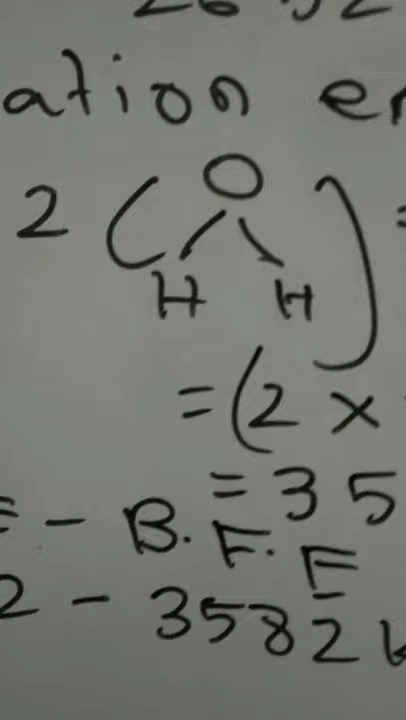 ation en
2 ( O )
H H
= (2 ×
= 35
- B. F. E
2 - 3582 k